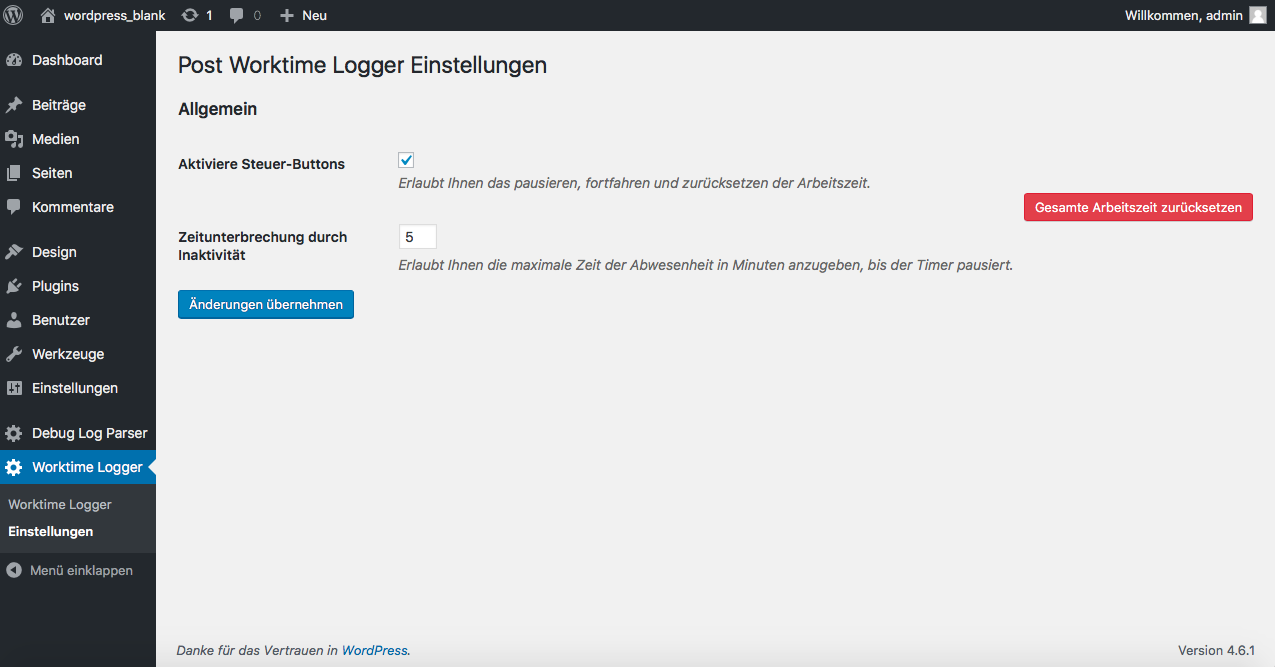 wordpress_blank 1 0 Neu Willkommen, admin
Dashboard
Beiträge
Medien
Seiten
Kommentare
Design
Plugins
Benutzer
Werkzeuge
Einstellungen
Debug Log Parser
Worktime Logger
Worktime Logger
Einstellungen
Menü einklappen
Post Worktime Logger Einstellungen
Allgemein
Aktiviere Steuer-Buttons
Erlaubt Ihnen das pausieren, fortfahren und zurücksetzen der Arbeitszeit.
Gesamte Arbeitszeit zurücksetzen
Zeitunterbrechung durch
Inaktivität
5
Erlaubt Ihnen die maximale Zeit der Abwesenheit in Minuten anzugeben, bis der Timer pausiert.
Änderungen übernehmen
Danke für das Vertrauen in WordPress. Version 4.6.1